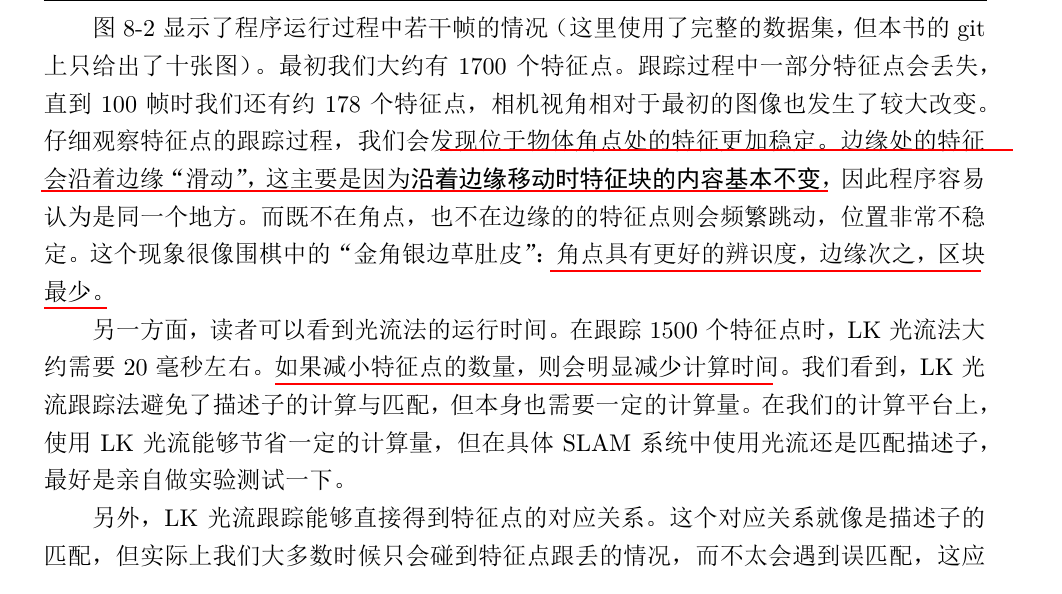 图 8-2 显示了程序运行过程中若干帧的情况（这里使用了完整的数据集，但本书的 git
上只给出了十张图）。最初我们大约有 1700 个特征点。跟踪过程中一部分特征点会丢失，
直到 100 帧时我们还有约 178 个特征点，相机视角相对于最初的图像也发生了较大改变。
仔细观察特征点的跟踪过程，我们会发现位于物体角点处的特征更加稳定。边缘处的特征
会沿着边缘“滑动”，这主要是因为沿着边缘移动时特征块的内容基本不变，因此程序容易
认为是同一个地方。而既不在角点，也不在边缘的的特征点则会频繁跳动，位置非常不稳
定。这个现象很像围棋中的“金角银边草肚皮”：角点具有更好的辨识度，边缘次之，区块
最少。
另一方面，读者可以看到光流法的运行时间。在跟踪 1500 个特征点时，LK 光流法大
约需要 20 毫秒左右。如果减小特征点的数量，则会明显减少计算时间。我们看到，LK 光
流跟踪法避免了描述子的计算与匹配，但本身也需要一定的计算量。在我们的计算平台上，
使用 LK 光流能够节省一定的计算量，但在具体 SLAM 系统中使用光流还是匹配描述子，
最好是亲自做实验测试一下。
另外，LK 光流跟踪能够直接得到特征点的对应关系。这个对应关系就像是描述子的
匹配，但实际上我们大多数时候只会碰到特征点跟丢的情况，而不太会遇到误匹配，这应